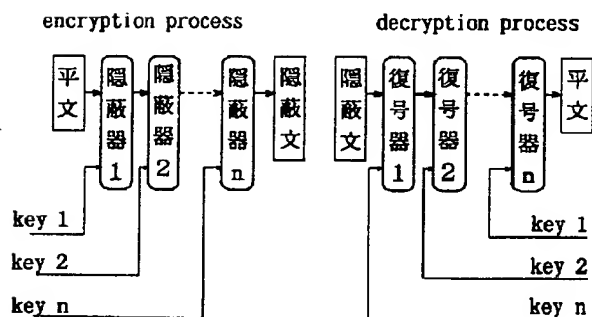 encryption process
平文
隠蔽器1
隠蔽器2
隠蔽器n
隠蔽文
key 1
key 2
key n
decryption process
隠蔽文
復号器1
復号器2
復号器n
平文
key 1
key 2
key n